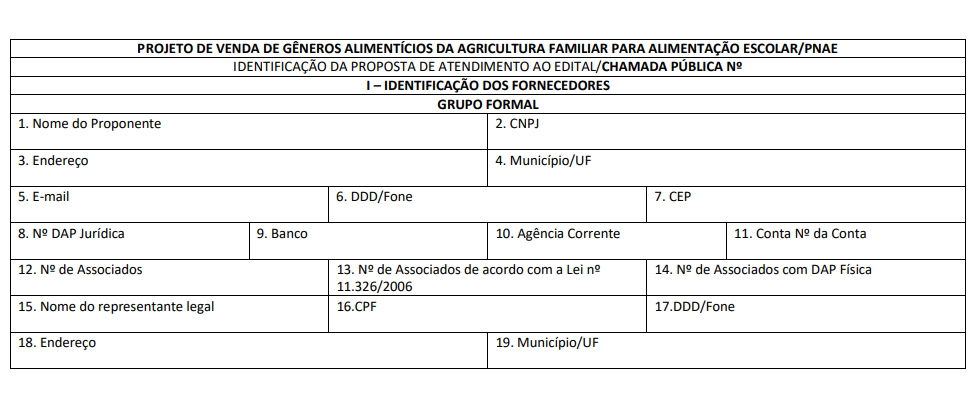 PROJETO DE VENDA DE GÊNEROS ALIMENTÍCIOS DA AGRICULTURA FAMILIAR PARA ALIMENTAÇÃO ESCOLAR/PNAE
IDENTIFICAÇÃO DA PROPOSTA DE ATENDIMENTO AO EDITAL/CHAMADA PÚBLICA Nº
I – IDENTIFICAÇÃO DOS FORNECEDORES
GRUPO FORMAL
1. Nome do Proponente
2. CNPJ
3. Endereço
4. Município/UF
5. E-mail
6. DDD/Fone
7. CEP
8. Nº DAP Jurídica
9. Banco
10. Agência Corrente
11. Conta Nº da Conta
12. Nº de Associados
13. Nº de Associados de acordo com a Lei nº
11.326/2006
14. Nº de Associados com DAP Física
15. Nome do representante legal
16.CPF
17.DDD/Fone
18. Endereço
19. Município/UF